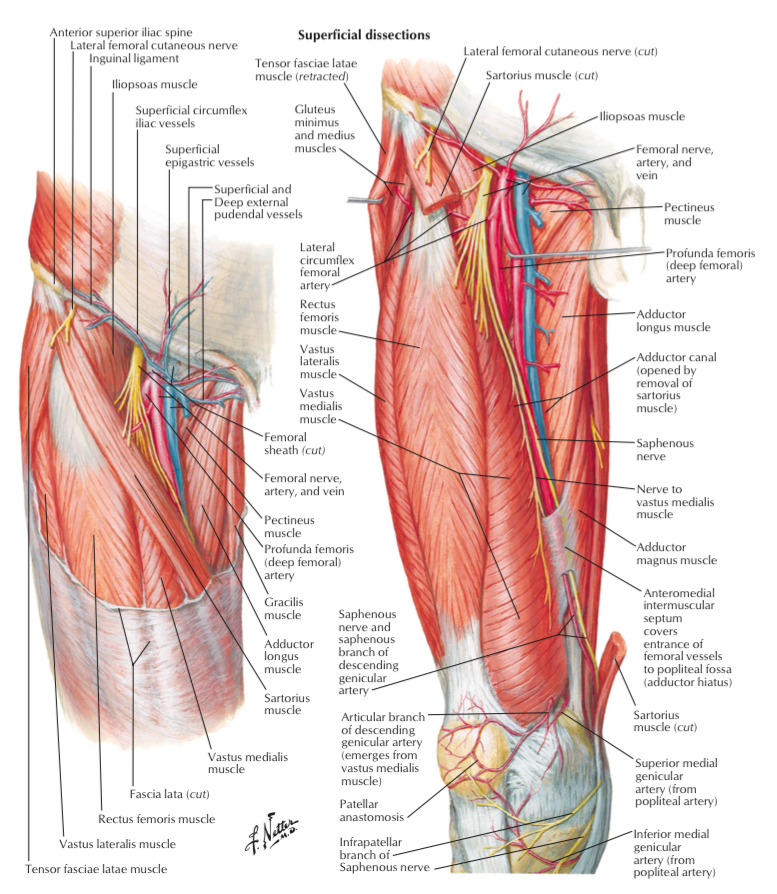 Superficial dissections
Anterior superior iliac spine
Lateral femoral cutaneous nerve
Inguinal ligament
Iliopsoas muscle
Superficial circumflex
iliac vessels
Superficial
epigastric vessels
Superficial and
Deep external
pudendal vessels
Femoral
sheath (cut)
Femoral nerve,
artery, and vein
Pectineus
muscle
Profunda femoris
(deep femoral)
artery
Gracilis
muscle
Adductor
longus
muscle
Sartorius
muscle
Vastus medialis
muscle
Fascia lata (cut)
Rectus femoris muscle
Vastus lateralis muscle
Tensor fasciae latae muscle
F. Netter
M.D.
Tensor fasciae latae
muscle (retracted)
Gluteus
minimus
and medius
muscles
Lateral
circumflex
femoral
artery
Rectus
femoris
muscle
Vastus
lateralis
muscle
Vastus
medialis
muscle
Saphenous
nerve and
saphenous
branch of
descending
genicular
artery
Articular branch
of descending
genicular artery
(emerges from
vastus medialis
muscle)
Patellar
anastomosis
Infrapatellar
branch of
Saphenous nerve
Lateral femoral cutaneous nerve (cut)
Sartorius muscle (cut)
Iliopsoas muscle
Femoral nerve,
artery, and
vein
Pectineus
muscle
Profunda femoris
(deep femoral)
artery
Adductor
longus muscle
Adductor canal
(opened by
removal of
sartorius
muscle)
Saphenous
nerve
Nerve to
vastus medialis
muscle
Adductor
magnus muscle
Anteromedial
intermuscular
septum
covers
entrance of
femoral vessels
to popliteal fossa
(adductor hiatus)
Sartorius
muscle (cut)
Superior medial
genicular
artery (from
popliteal artery)
Inferior medial
genicular
artery (from
popliteal artery)